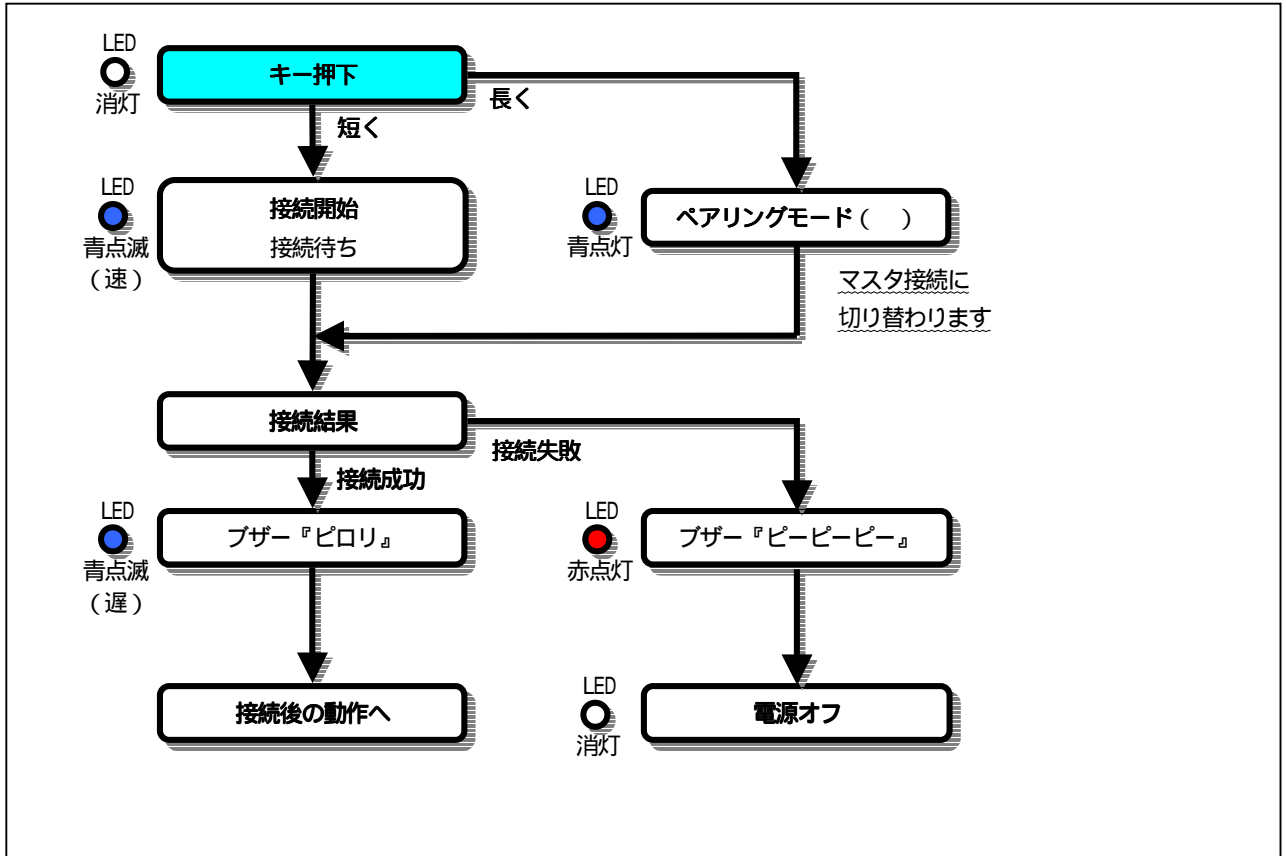 LED
消灯
キー押下
長く
短く
LED
青点滅
(速)
接続開始
接続待ち
LED
青点灯
ペアリングモード(　)
マスタ接続に
切り替わります
接続結果
接続失敗
接続成功
LED
青点滅
(遅)
ブザー『ピロリ』
LED
赤点灯
ブザー『ピーピーピー』
接続後の動作へ
LED
消灯
電源オフ